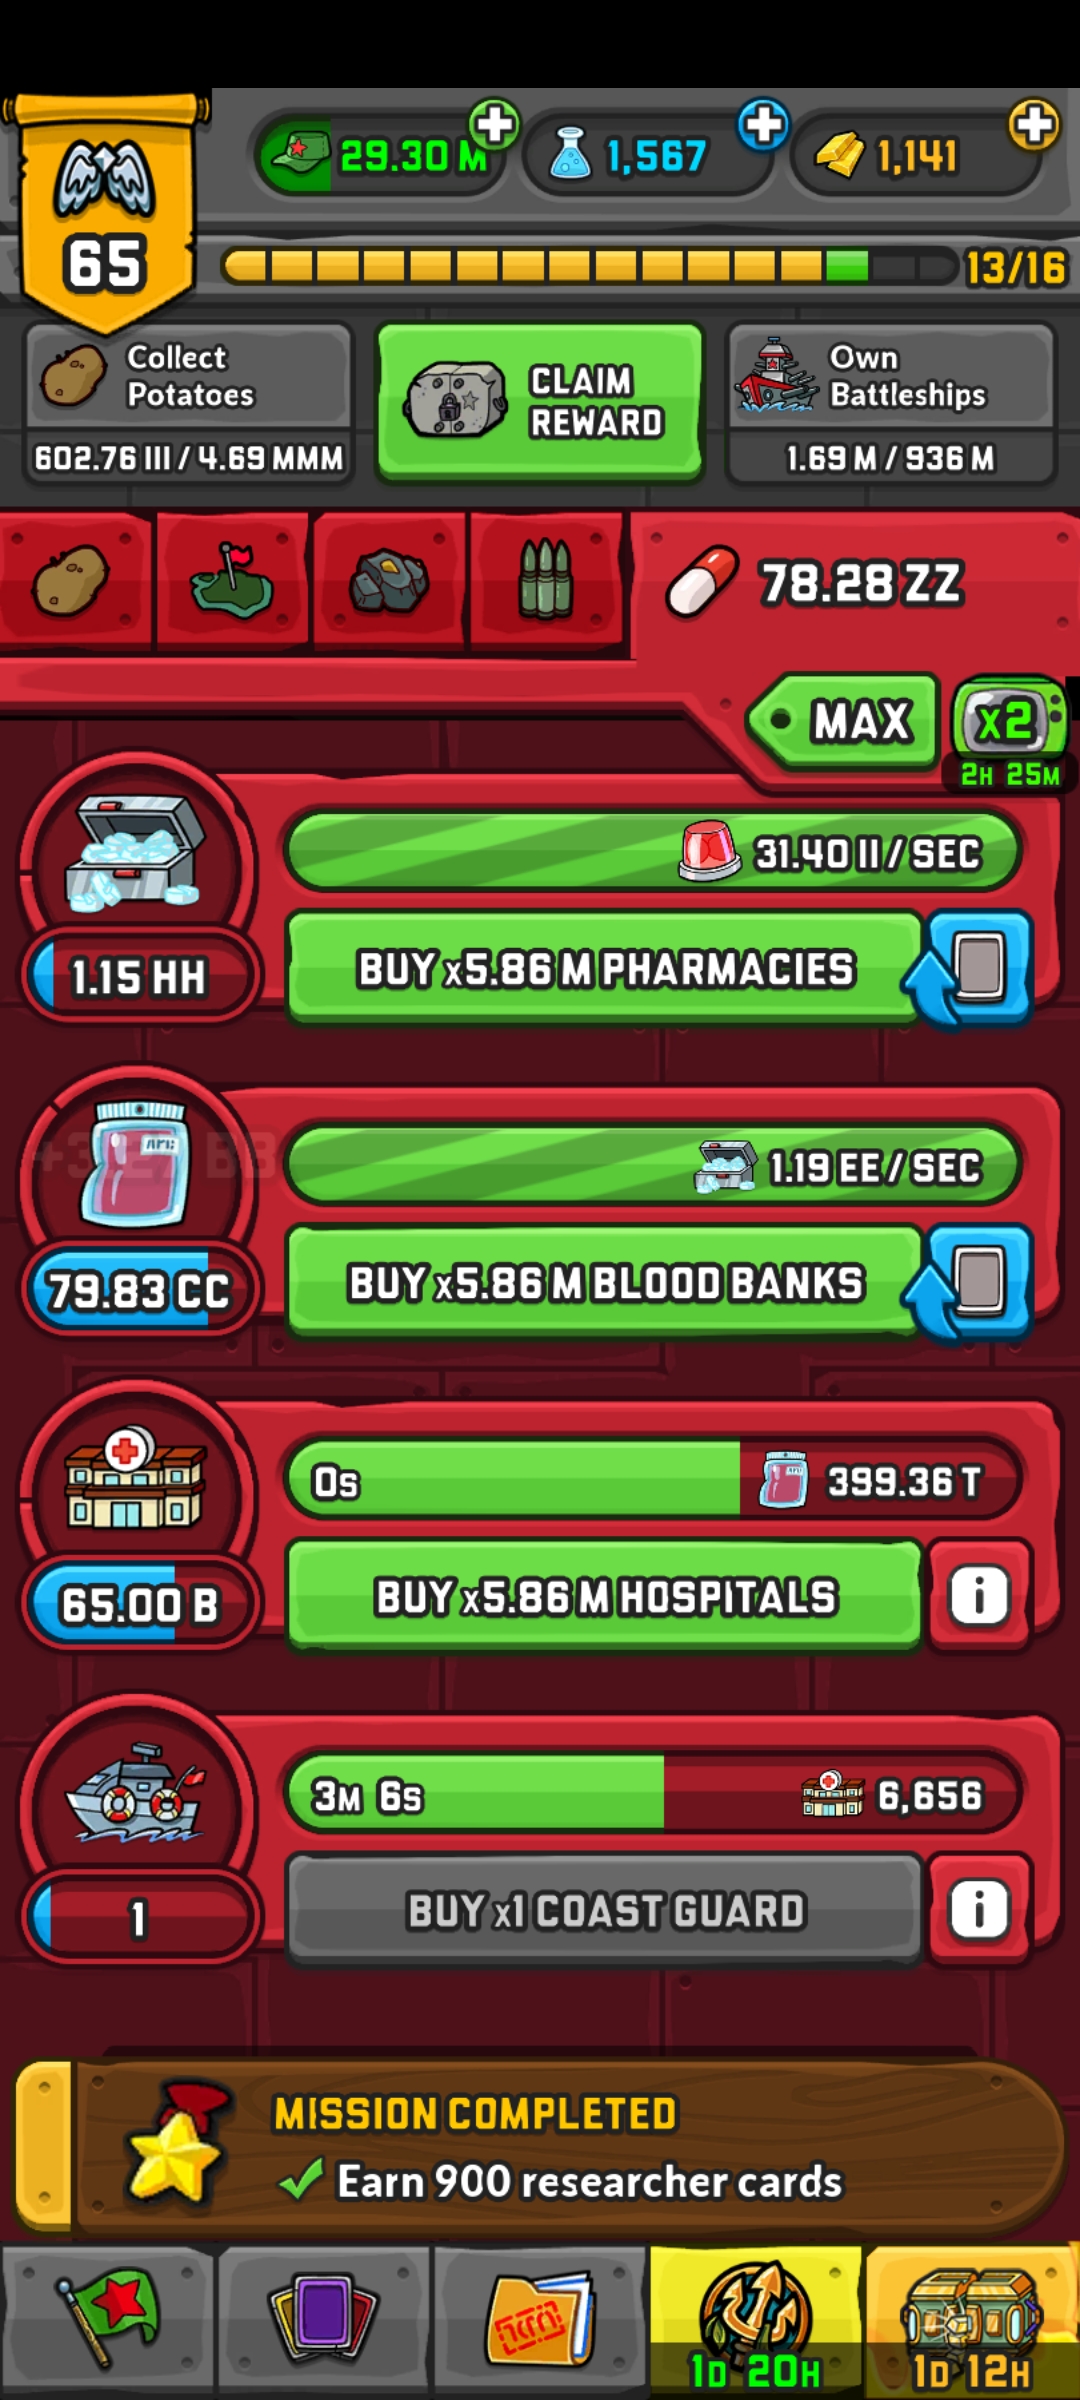 29.30 M
1,567
1,141
65
13/16
Collect
Potatoes
602.76 III / 4.69 MMM
CLAIM
REWARD
Own
Battleships
1.69 M / 936 M
78.28 ZZ
MAX
x2
2H 25M
31.40 II / SEC
1.15 HH
BUY x5.86 M PHARMACIES
1.19 EE / SEC
79.83 CC
BUY x5.86 M BLOOD BANKS
0s
399.36 T
65.00 B
BUY x5.86 M HOSPITALS
i
3M 6s
6,656
1
BUY x1 COAST GUARD
i
MISSION COMPLETED
Earn 900 researcher cards
1D 20H
1D 12H